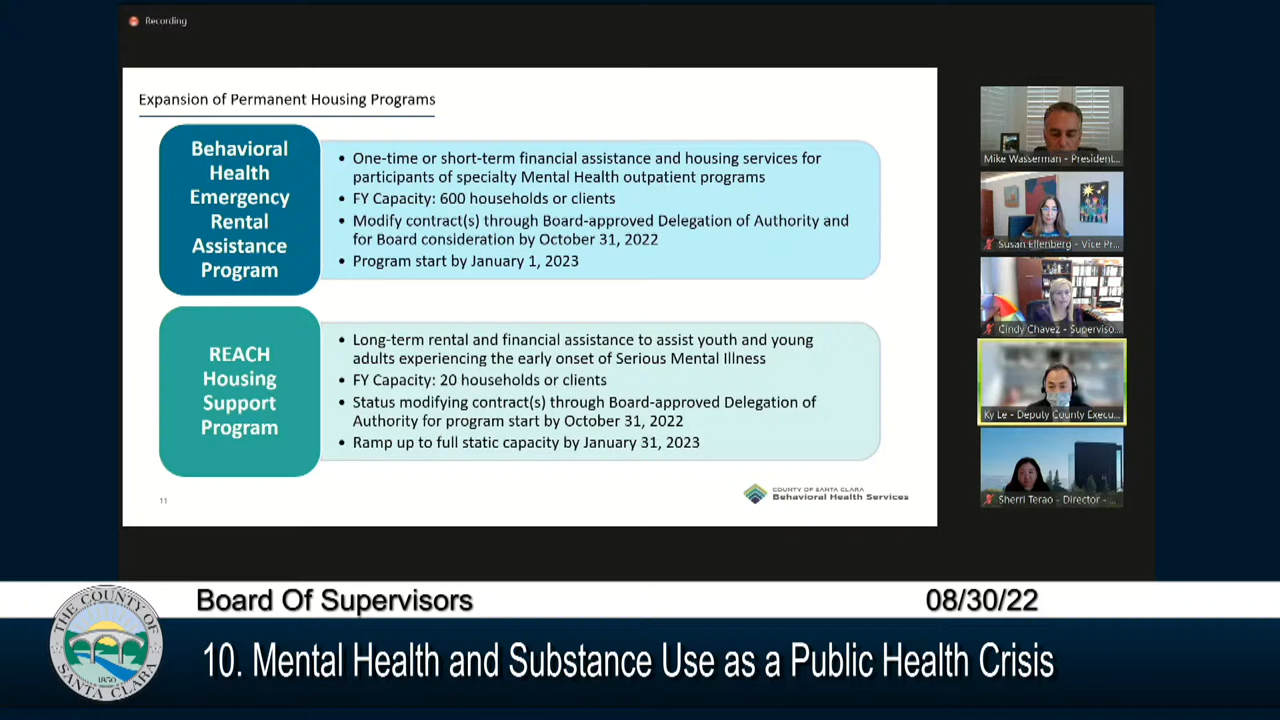 Recording
Expansion of Permanent Housing Programs
Behavioral
Health
Emergency
Rental
Assistance
Program
• One-time or short-term financial assistance and housing services for
participants of specialty Mental Health outpatient programs
• FY Capacity: 600 households or clients
• Modify contract(s) through Board-approved Delegation of Authority and
for Board consideration by October 31, 2022
• Program start by January 1, 2023
REACH
Housing
Support
Program
• Long-term rental and financial assistance to assist youth and young
adults experiencing the early onset of Serious Mental Illness
• FY Capacity: 20 households or clients
• Status modifying contract(s) through Board-approved Delegation of
Authority for program start by October 31, 2022
• Ramp up to full static capacity by January 31, 2023
11
COUNTY OF SANTA CLARA
Behavioral Health Services
Mike Wasserman - President...
Susan Ellenberg - Vice Pr...
Cindy Chavez - Superviso...
Ky Le - Deputy County Execu...
Sherri Terao - Director - ...
THE COUNTY OF
SANTA CLARA
1850
Board Of Supervisors
08/30/22
10. Mental Health and Substance Use as a Public Health Crisis